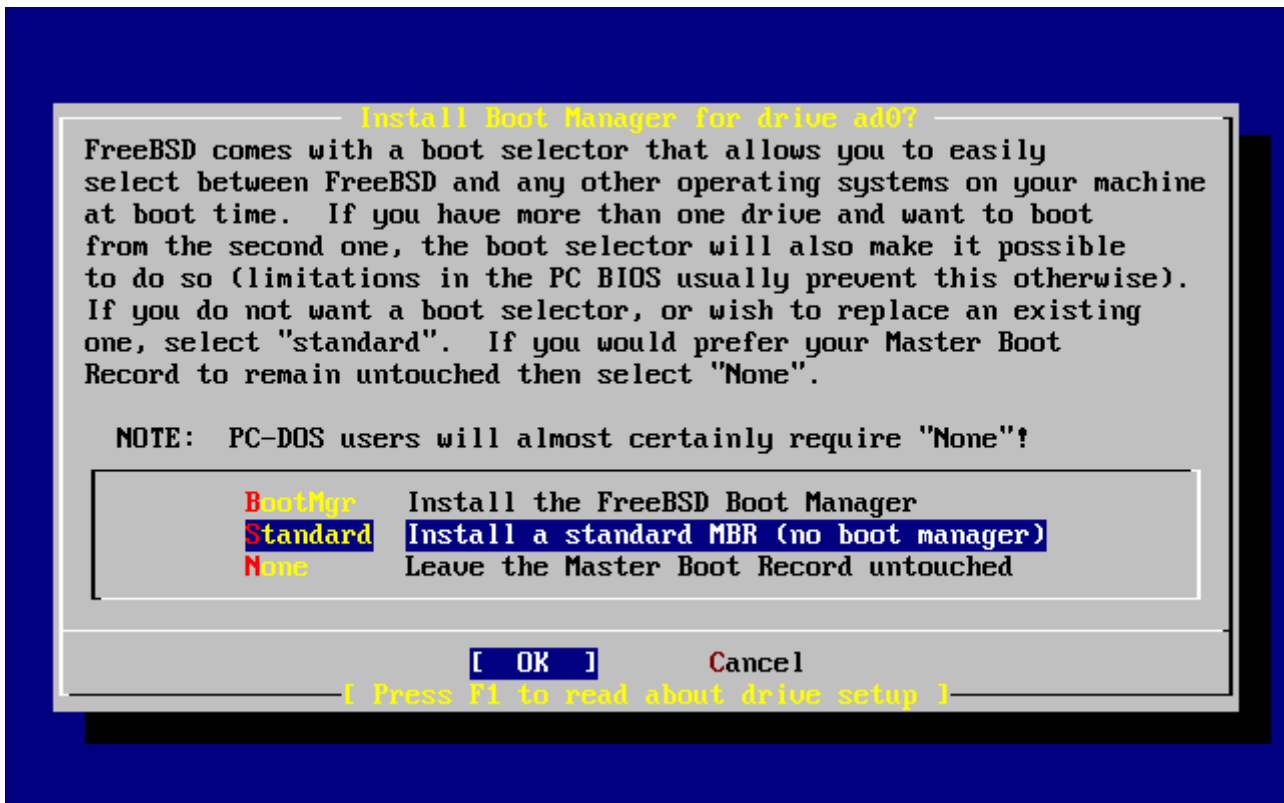 Install Boot Manager for drive ad0?
FreeBSD comes with a boot selector that allows you to easily
select between FreeBSD and any other operating systems on your machine
at boot time.  If you have more than one drive and want to boot
from the second one, the boot selector will also make it possible
to do so (limitations in the PC BIOS usually prevent this otherwise).
If you do not want a boot selector, or wish to replace an existing
one, select "standard".  If you would prefer your Master Boot
Record to remain untouched then select "None".
NOTE:  PC-DOS users will almost certainly require "None"!
BootMgr   Install the FreeBSD Boot Manager
Standard  Install a standard MBR (no boot manager)
None      Leave the Master Boot Record untouched
[  OK  ]       Cancel
[ Press F1 to read about drive setup ]